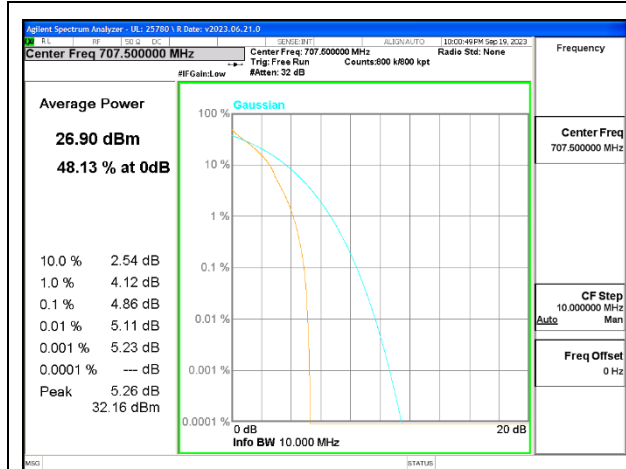 Agilent Spectrum Analyzer - UL: 25780 \ R Date: v2023.06.21.0
RL RF 50 Ω DC SENSE:INT ALIGN AUTO 10:00:49PM Sep 19, 2023
Center Freq 707.500000 MHz
Center Freq: 707.500000 MHz
Radio Std: None
Trig: Free Run
Counts:800 k/800 kpt
#IFGain:Low
#Atten: 32 dB
Frequency
Average Power
26.90 dBm
48.13 % at 0dB
10.0 % 2.54 dB
1.0 % 4.12 dB
0.1 % 4.86 dB
0.01 % 5.11 dB
0.001 % 5.23 dB
0.0001 % --- dB
Peak 5.26 dB
32.16 dBm
Gaussian
100 %
10 %
1 %
0.1 %
0.01 %
0.001 %
0.0001 %
0 dB
20 dB
Info BW 10.000 MHz
Center Freq
707.500000 MHz
CF Step
10.000000 MHz
Auto Man
Freq Offset
0 Hz
MSG
STATUS